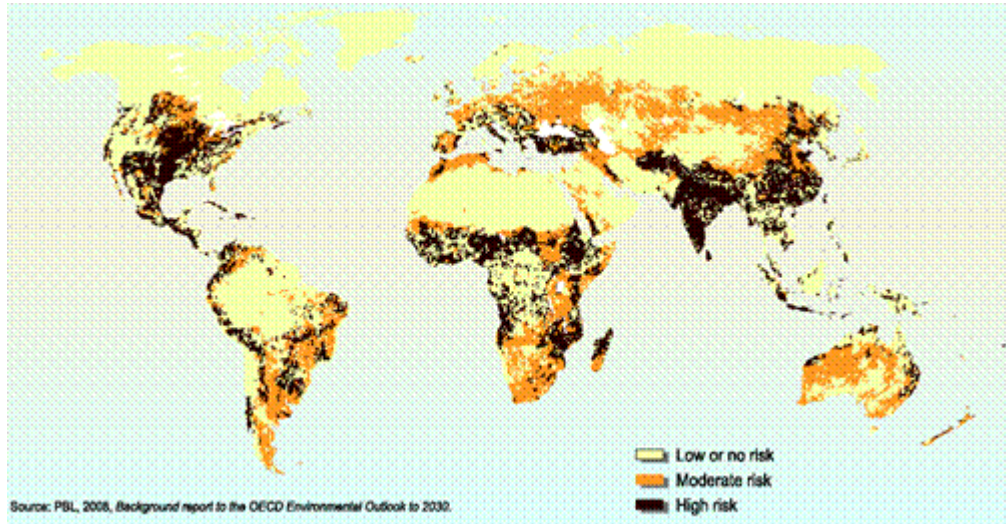 Low or no risk
Moderate risk
High risk
Source: PBL, 2008, Background report to the OECD Environmental Outlook to 2030.